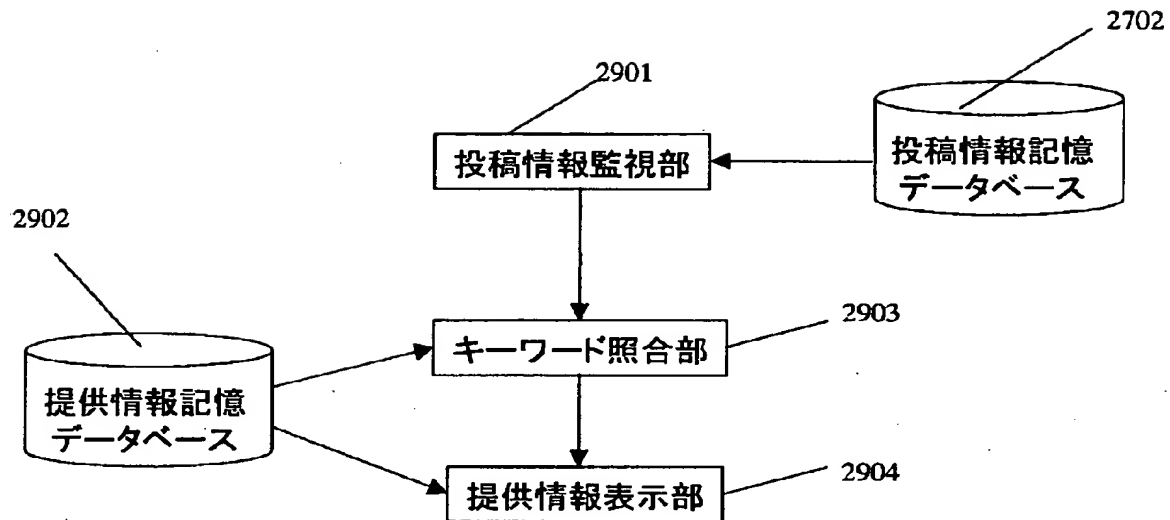 2702
2901
投稿情報監視部
投稿情報記憶
データベース
2902
2903
キーワード照合部
提供情報記憶
データベース
2904
提供情報表示部